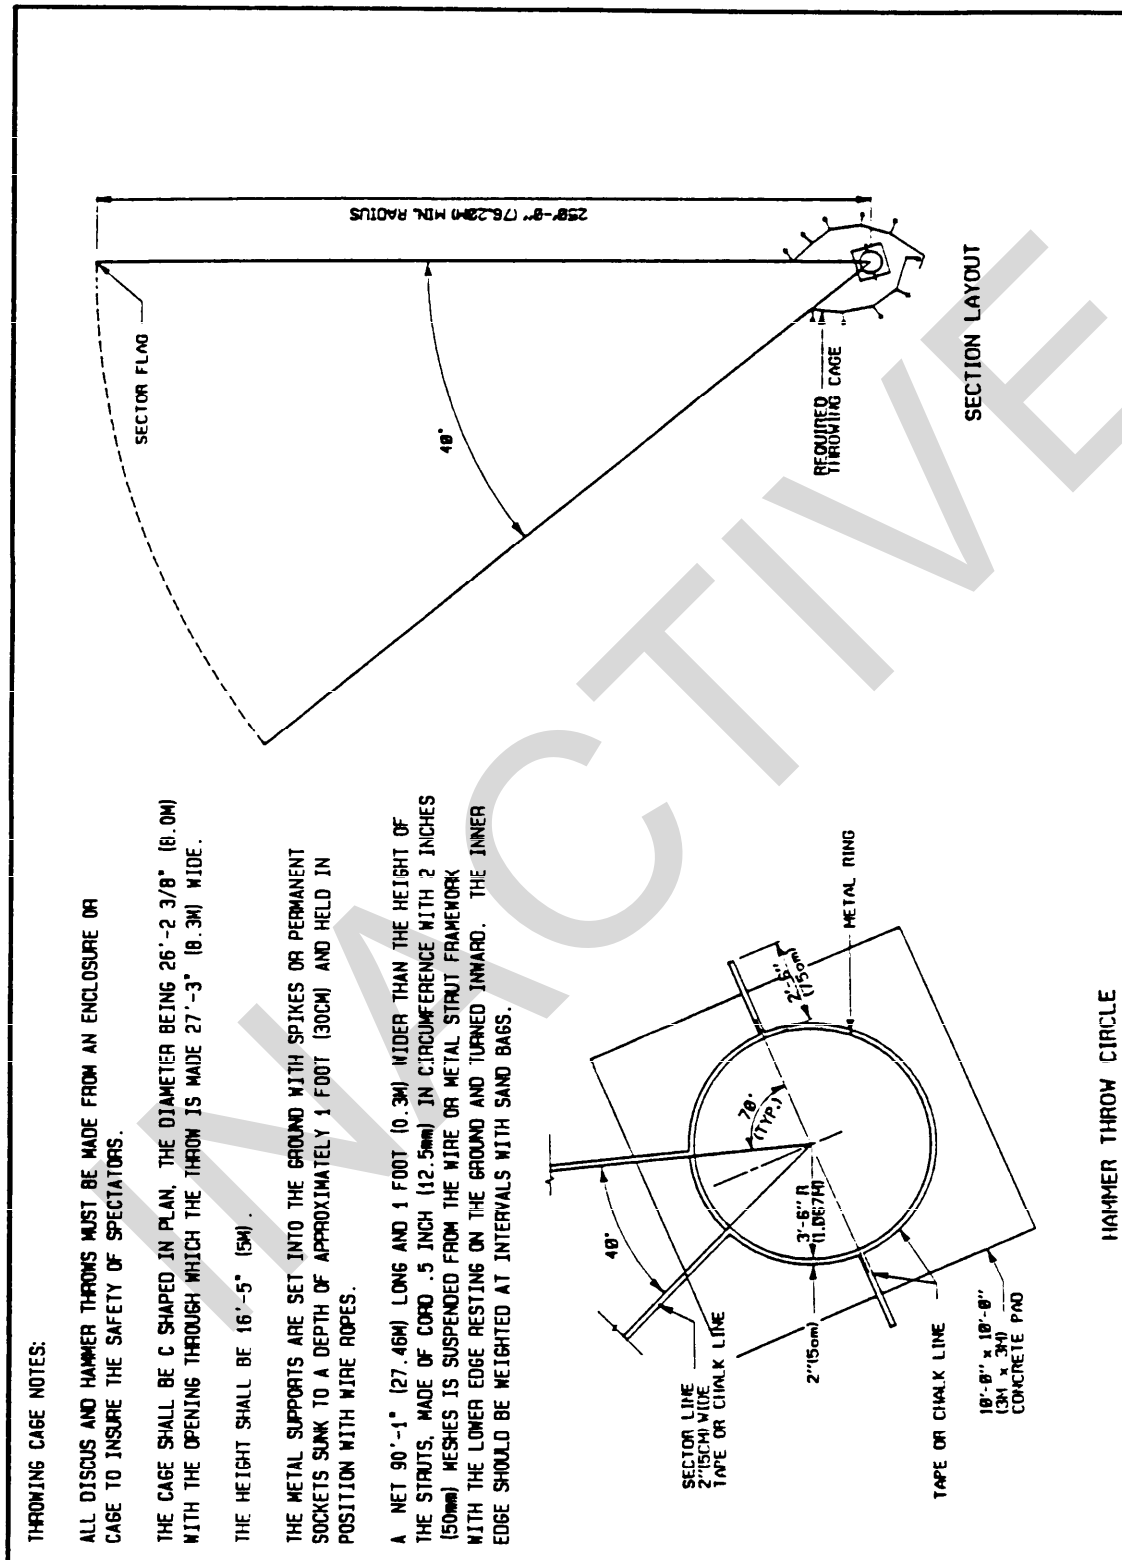 THROWING CAGE NOTES:
ALL DISCUS AND HAMMER THROWS MUST BE MADE FROM AN ENCLOSURE OR
CAGE TO INSURE THE SAFETY OF SPECTATORS.
THE CAGE SHALL BE C SHAPED IN PLAN, THE DIAMETER BEING 26'-2 3/8" (8.0M)
WITH THE OPENING THROUGH WHICH THE THROW IS MADE 27'-3" (8.3M) WIDE.
THE HEIGHT SHALL BE 16'-5" (5M).
THE METAL SUPPORTS ARE SET INTO THE GROUND WITH SPIKES OR PERMANENT
SOCKETS SUNK TO A DEPTH OF APPROXIMATELY 1 FOOT (30CM) AND HELD IN
POSITION WITH WIRE ROPES.
A NET 90'-1" (27.46M) LONG AND 1 FOOT (0.3M) WIDER THAN THE HEIGHT OF
THE STRUTS, MADE OF CORD .5 INCH (12.5mm) IN CIRCUMFERENCE WITH 2 INCHES
(50mm) MESHES IS SUSPENDED FROM THE WIRE OR METAL STRUT FRAMEWORK
WITH THE LOWER EDGE RESTING ON THE GROUND AND TURNED INWARD. THE INNER
EDGE SHOULD BE WEIGHTED AT INTERVALS WITH SAND BAGS.
SECTOR FLAG
250'-0" (76.20M) MIN. RADIUS
40°
REQUIRED
THROWING CAGE
SECTION LAYOUT
40°
70°
(TYP.)
2'-6"
(75cm)
3'-6" R
(1.067M)
METAL RING
SECTOR LINE
2"(5CM) WIDE
TAPE OR CHALK LINE
2"(5cm)
TAPE OR CHALK LINE
10'-0" x 10'-0"
(3M x 3M)
CONCRETE PAD
HAMMER THROW CIRCLE
INACTIVE